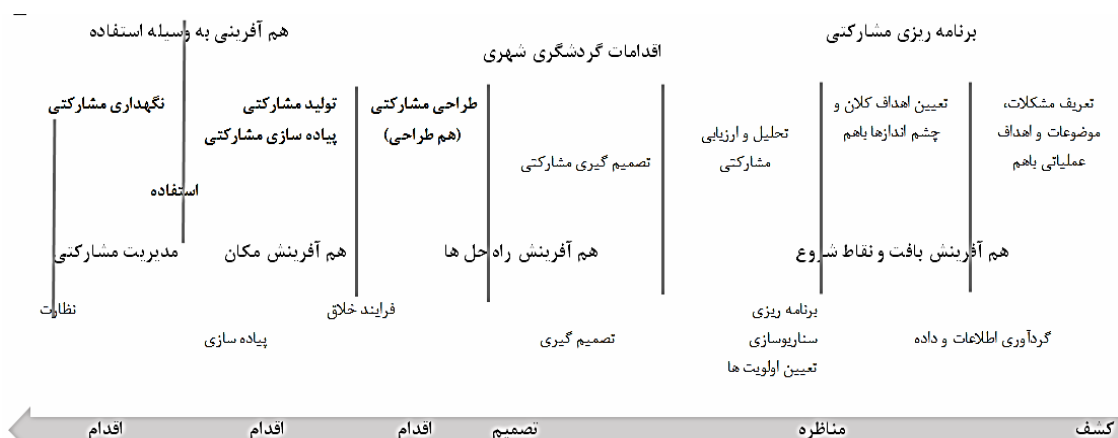 برنامه ریزی مشارکتی
اقدامات گردشگری شهری
هم آفرینی به وسیله استفاده
تعریف مشکلات،
موضوعات و اهداف
عملیاتی باهم
تعیین اهداف کلان و
چشم اندازها باهم
تحلیل و ارزیابی
مشارکتی
تصمیم گیری مشارکتی
طراحی مشارکتی
(هم طراحی)
تولید مشارکتی
پیاده سازی مشارکتی
نگهداری مشارکتی
استفاده
هم آفرینش بافت و نقاط شروع
هم آفرینش راه حل ها
هم آفرینش مکان
مدیریت مشارکتی
گردآوری اطلاعات و داده
برنامه ریزی
سناریوسازی
تعیین اولویت ها
تصمیم گیری
فرایند خلاق
پیاده سازی
نظارت
کشف
مناظره
تصمیم
اقدام
اقدام
اقدام